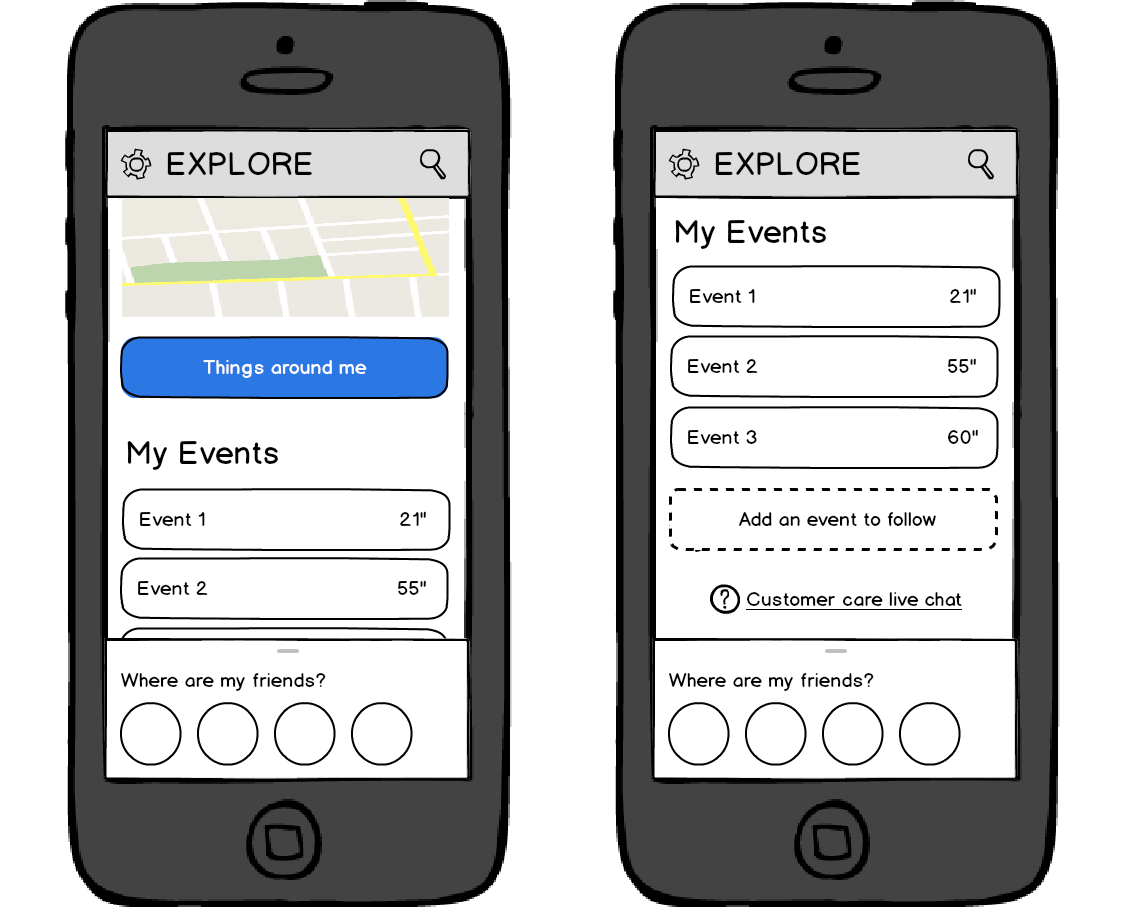 EXPLORE
Things around me
My Events
Event 1 21"
Event 2 55"
Where are my friends?
EXPLORE
My Events
Event 1 21"
Event 2 55"
Event 3 60"
Add an event to follow
? Customer care live chat
Where are my friends?